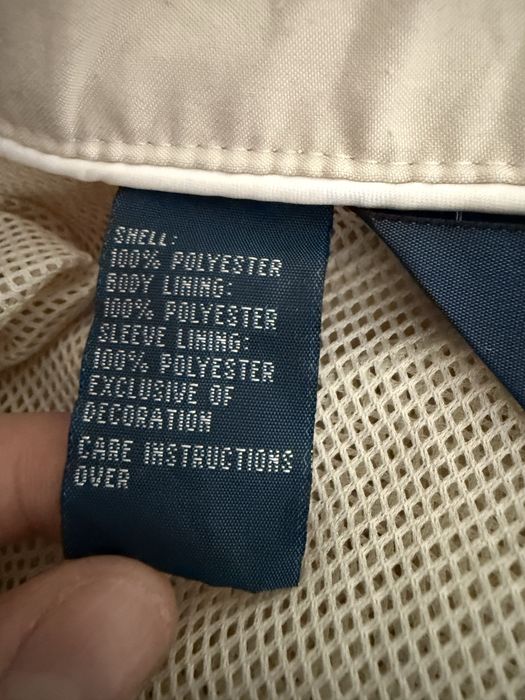 SHELL:
100% POLYESTER
BODY LINING:
100% POLYESTER
SLEEVE LINING:
100% POLYESTER
EXCLUSIVE OF
DECORATION
CARE INSTRUCTIONS
OVER